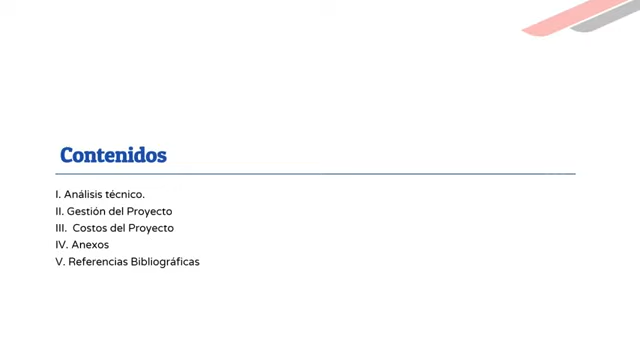 Contenidos
I. Análisis técnico.
II. Gestión del Proyecto
III. Costos del Proyecto
IV. Anexos
V. Referencias Bibliográficas